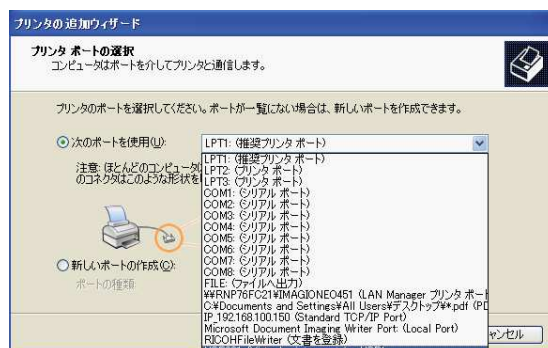 プリンタの追加ウィザード
プリンタ ポートの選択
コンピュータはポートを介してプリンタと通信します。
プリンタのポートを選択してください。ポートが一覧にない場合は、新しいポートを作成できます。
次のポートを使用(U):
LPT1: (推奨プリンタ ポート)
注意: ほとんどのコンピュータ
のコネクタはこのような形状を
LPT1: (推奨プリンタ ポート)
LPT2: (プリンタ ポート)
LPT3: (プリンタ ポート)
COM1: (シリアル ポート)
COM2: (シリアル ポート)
COM3: (シリアル ポート)
COM4: (シリアル ポート)
COM5: (シリアル ポート)
COM6: (シリアル ポート)
COM7: (シリアル ポート)
COM8: (シリアル ポート)
FILE: (ファイルへ出力)
¥¥RNP76FC21¥IMAGIONEO451 (LAN Manager プリンタ ポー
C:¥Documents and Settings¥All Users¥デスクトップ¥*.pdf (PD
IP_192.168.100.150 (Standard TCP/IP Port)
Microsoft Document Imaging Writer Port: (Local Port)
RICOHFileWriter (文書を登録)
新しいポートの作成(C):
ポートの種類:
ャンセル